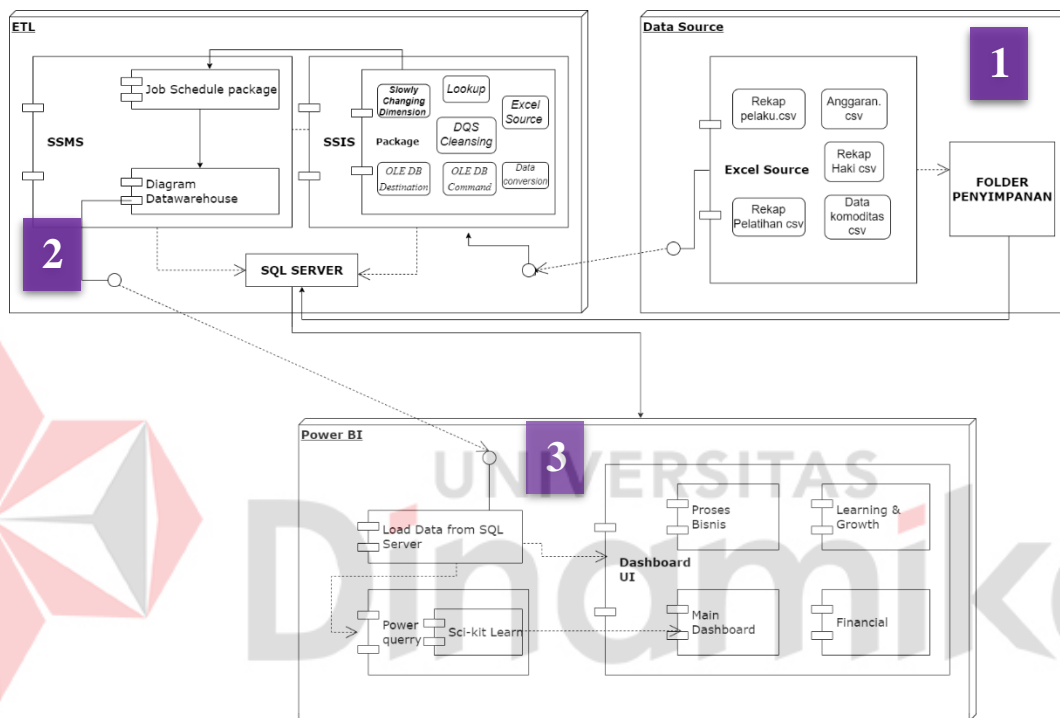 ETL
SSMS
Job Schedule package
Diagram
Datawarehouse
2
SSIS
Package
Slowly
Changing
Dimension
Lookup
Excel
Source
DQS
Cleansing
OLE DB
Destination
OLE DB
Command
Data
conversion
SQL SERVER
Data Source
1
Excel Source
Rekap
pelaku.csv
Anggaran.
csv
Rekap
Haki csv
Rekap
Pelatihan csv
Data
komoditas
csv
FOLDER
PENYIMPANAN
Power BI
3
UNIVERSITAS
Dinamika
Load Data from SQL
Server
Power
querry
Sci-kit Learn
Dashboard
UI
Proses
Bisnis
Learning &
Growth
Main
Dashboard
Financial